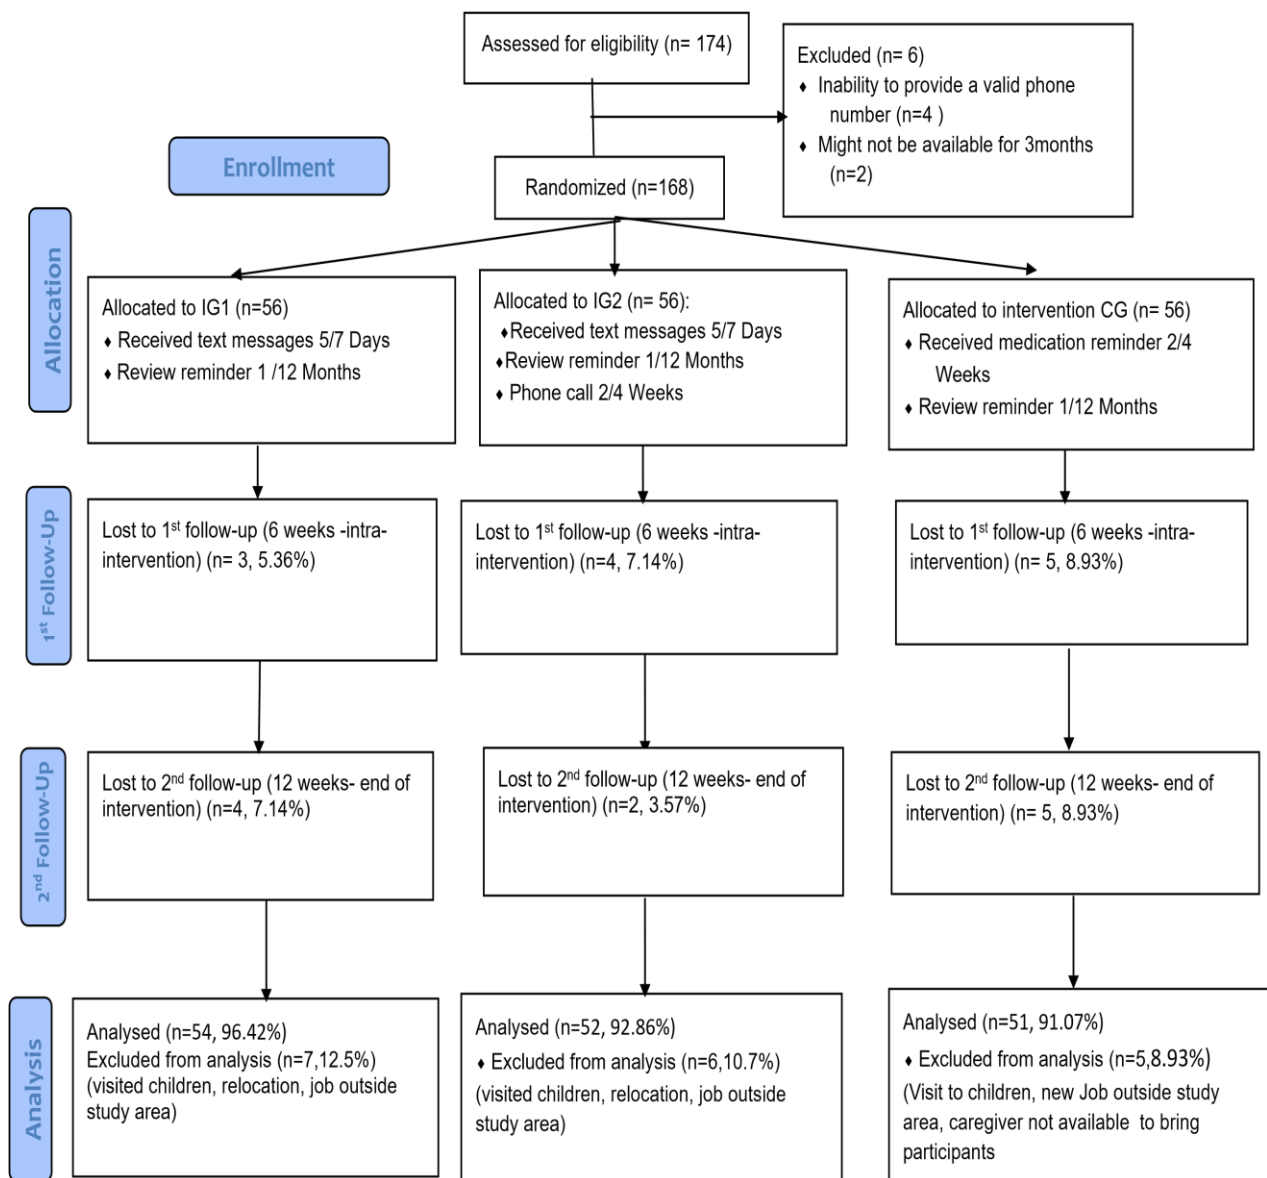 Assessed for eligibility (n= 174)
Excluded (n= 6)
♦ Inability to provide a valid phone
number (n=4 )
♦ Might not be available for 3months
(n=2)
Enrollment
Randomized (n=168)
Allocation
Allocated to IG1 (n=56)
♦ Received text messages 5/7 Days
♦ Review reminder 1 /12 Months
Allocated to IG2 (n= 56):
♦Received text messages 5/7 Days
♦Review reminder 1/12 Months
♦ Phone call 2/4 Weeks
Allocated to intervention CG (n= 56)
♦ Received medication reminder 2/4
Weeks
♦ Review reminder 1/12 Months
1st Follow-Up
Lost to 1st follow-up (6 weeks -intra-
intervention) (n= 3, 5.36%)
Lost to 1st follow-up (6 weeks -intra-
intervention) (n=4, 7.14%)
Lost to 1st follow-up (6 weeks -intra-
intervention) (n= 5, 8.93%)
2nd Follow-Up
Lost to 2nd follow-up (12 weeks- end of
intervention) (n=4, 7.14%)
Lost to 2nd follow-up (12 weeks- end of
intervention) (n=2, 3.57%)
Lost to 2nd follow-up (12 weeks- end of
intervention) (n= 5, 8.93%)
Analysis
Analysed (n=54, 96.42%)
Excluded from analysis (n=7,12.5%)
(visited children, relocation, job outside
study area)
Analysed (n=52, 92.86%)
♦ Excluded from analysis (n=6,10.7%)
(visited children, relocation, job outside
study area)
Analysed (n=51, 91.07%)
♦ Excluded from analysis (n=5,8.93%)
(Visit to children, new Job outside study
area, caregiver not available to bring
participants